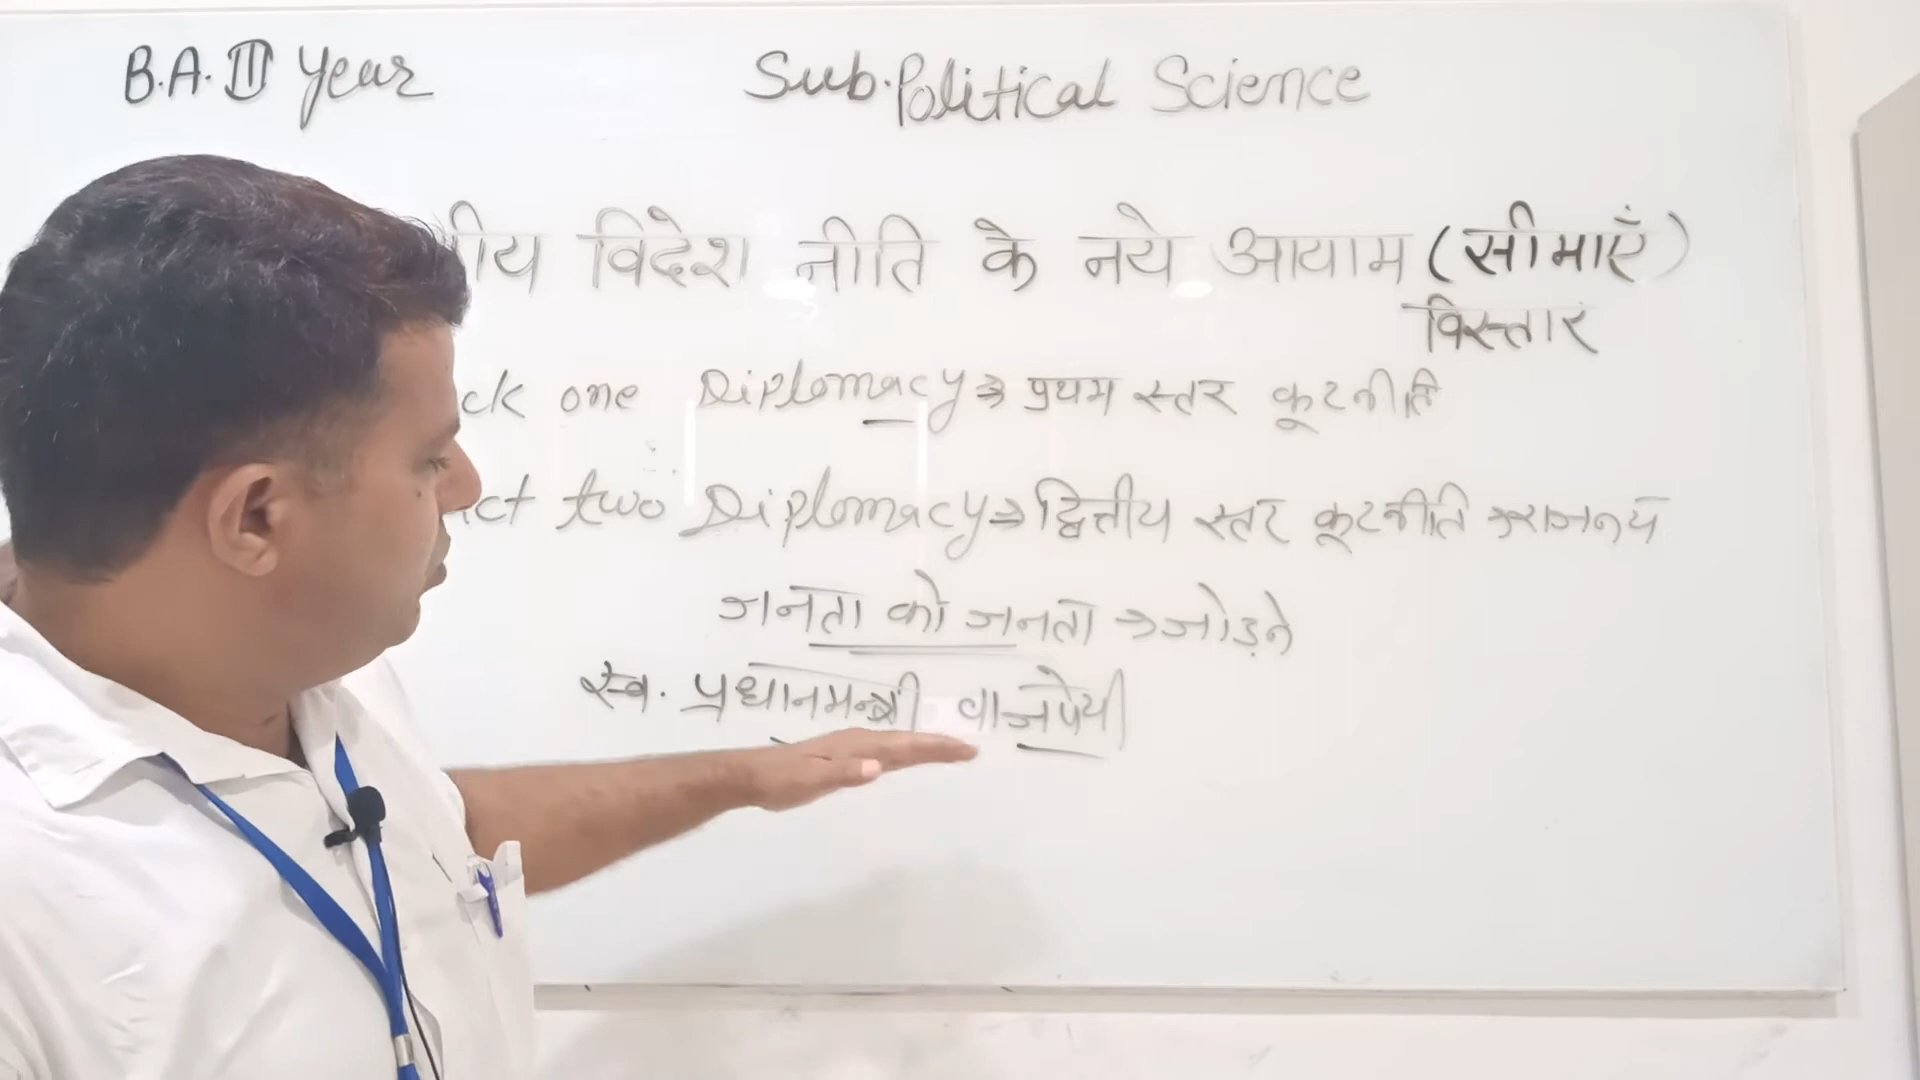 B.A. III Year Sub. Political Science
ीय विदेश नीति के नये आयाम (सीमाएँ)
विस्तार
ck one Diplomacy → प्रथम स्तर कूटनीति
ct two Diplomacy → द्वितीय स्तर कूटनीति → राजनय
जनता को जनता → जोड़ने
स्व. प्रधानमन्त्री वाजपेयी